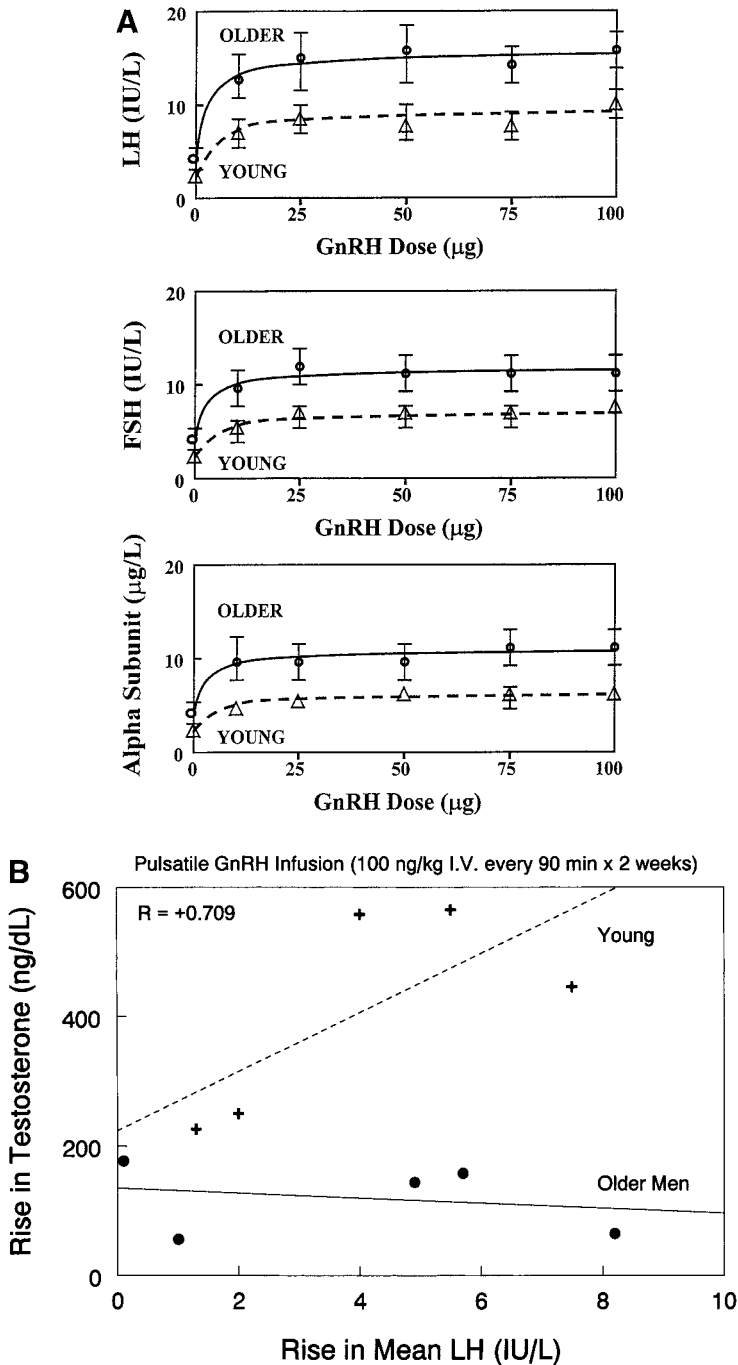 A
20
OLDER
LH (IU/L)
10
YOUNG
0
0 25 50 75 100
GnRH Dose (µg)
20
OLDER
FSH (IU/L)
10
YOUNG
0
0 25 50 75 100
GnRH Dose (µg)
20
OLDER
Alpha Subunit (µg/L)
10
YOUNG
0
0 25 50 75 100
GnRH Dose (µg)
B
Pulsatile GnRH Infusion (100 ng/kg I.V. every 90 min x 2 weeks)
600
R = +0.709
Young
Rise in Testosterone (ng/dL)
400
200
Older Men
0
0 2 4 6 8 10
Rise in Mean LH (IU/L)